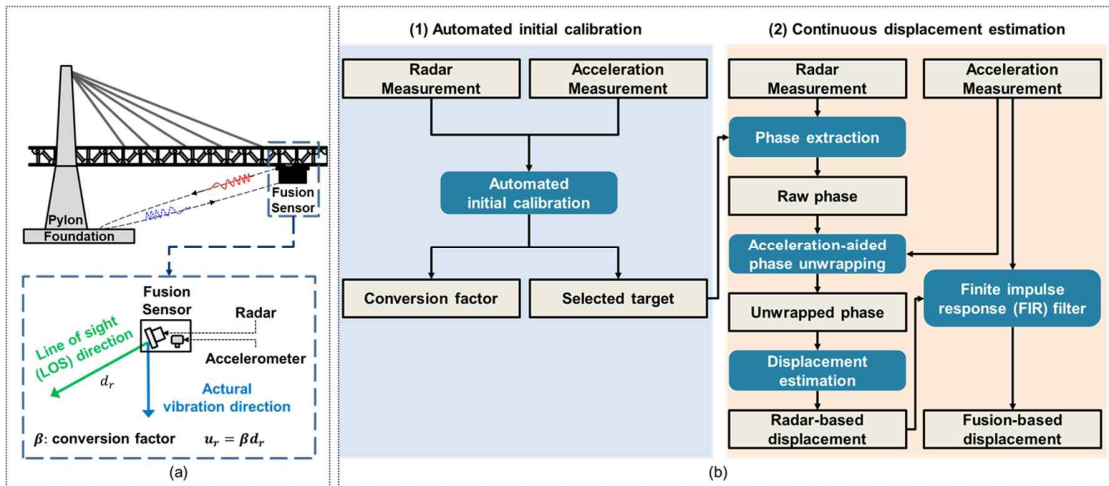 Pylon
Foundation
Fusion
Sensor
Fusion
Sensor
Radar
Accelerometer
Line of sight
(LOS) direction
d_r
Actural
vibration direction
β: conversion factor u_r = βd_r
(a)
(1) Automated initial calibration
Radar
Measurement
Acceleration
Measurement
Automated
initial calibration
Conversion factor
Selected target
(2) Continuous displacement estimation
Radar
Measurement
Acceleration
Measurement
Phase extraction
Raw phase
Acceleration-aided
phase unwrapping
Unwrapped phase
Finite impulse
response (FIR) filter
Displacement
estimation
Radar-based
displacement
Fusion-based
displacement
(b)